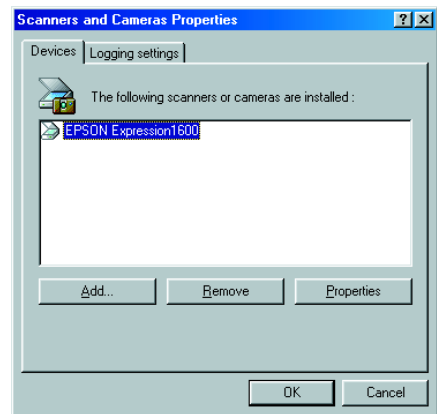 Scanners and Cameras Properties
Devices
Logging settings
The following scanners or cameras are installed :
EPSON Expression1600
Add...
Remove
Properties
OK
Cancel